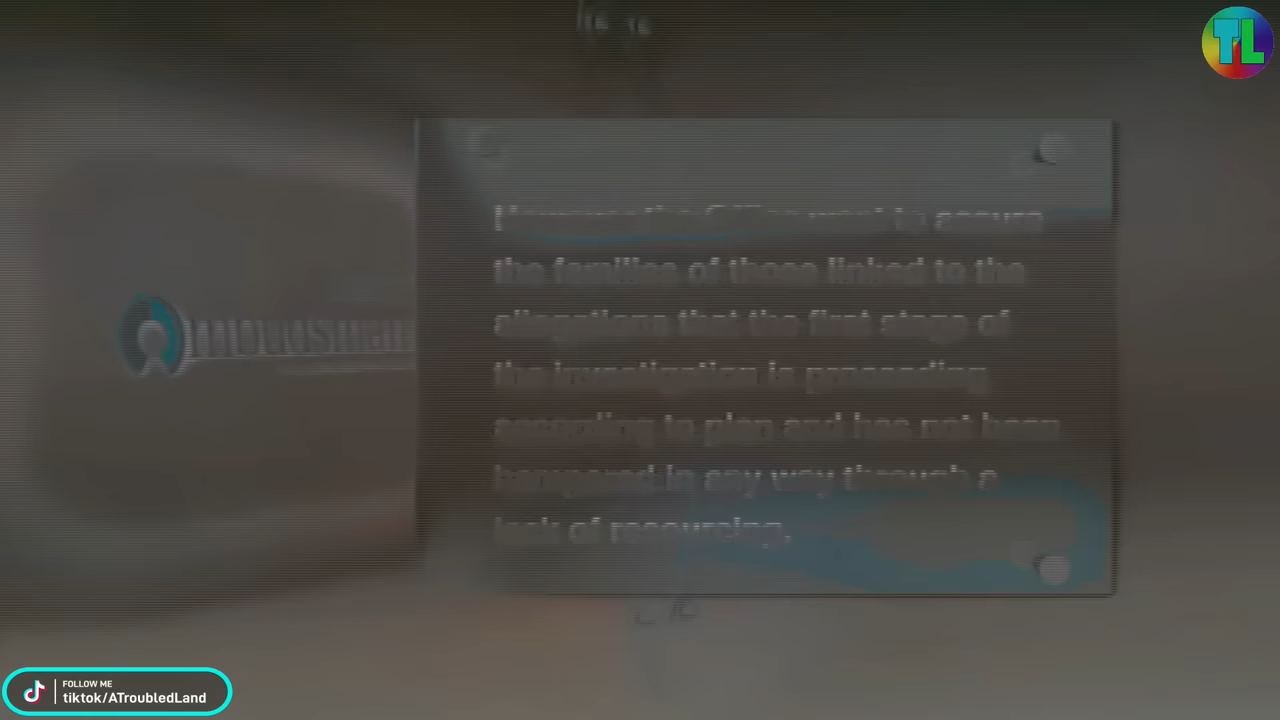 TL
the families of those linked to the
allegations that the first stage of
the investigation is proceeding
according to plan and has not been
hampered in any way through a
lack of resourcing.
FOLLOW ME
tiktok/ATroubledLand